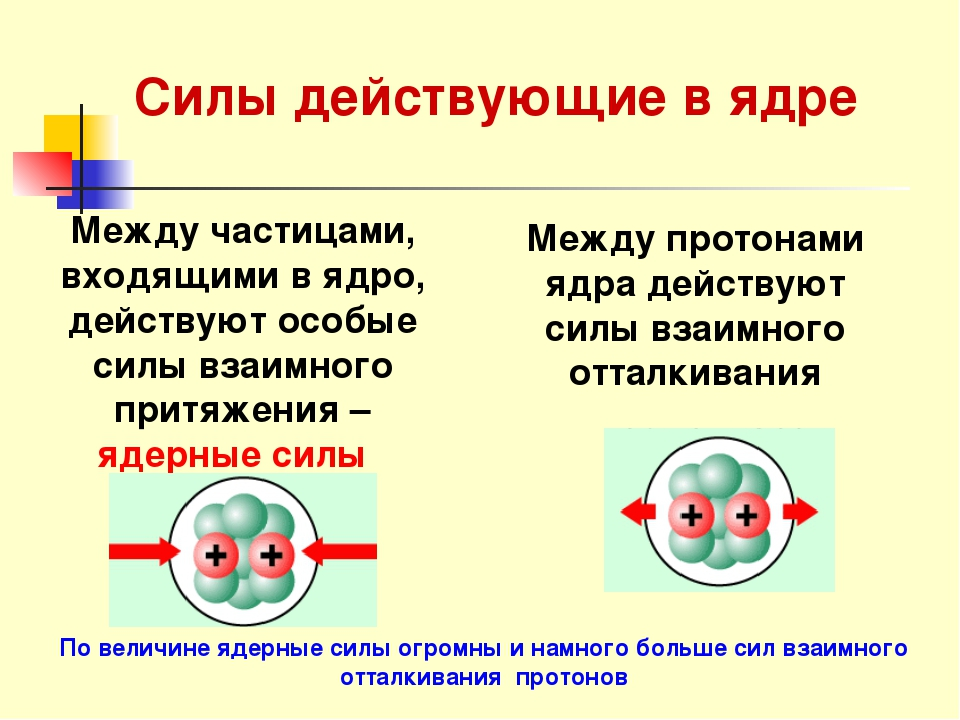 Силы действующие в ядре
Между частицами,
входящими в ядро,
действуют особые
силы взаимного
притяжения –
ядерные силы
Между протонами
ядра действуют
силы взаимного
отталкивания
+ +
+ +
По величине ядерные силы огромны и намного больше сил взаимного
отталкивания протонов